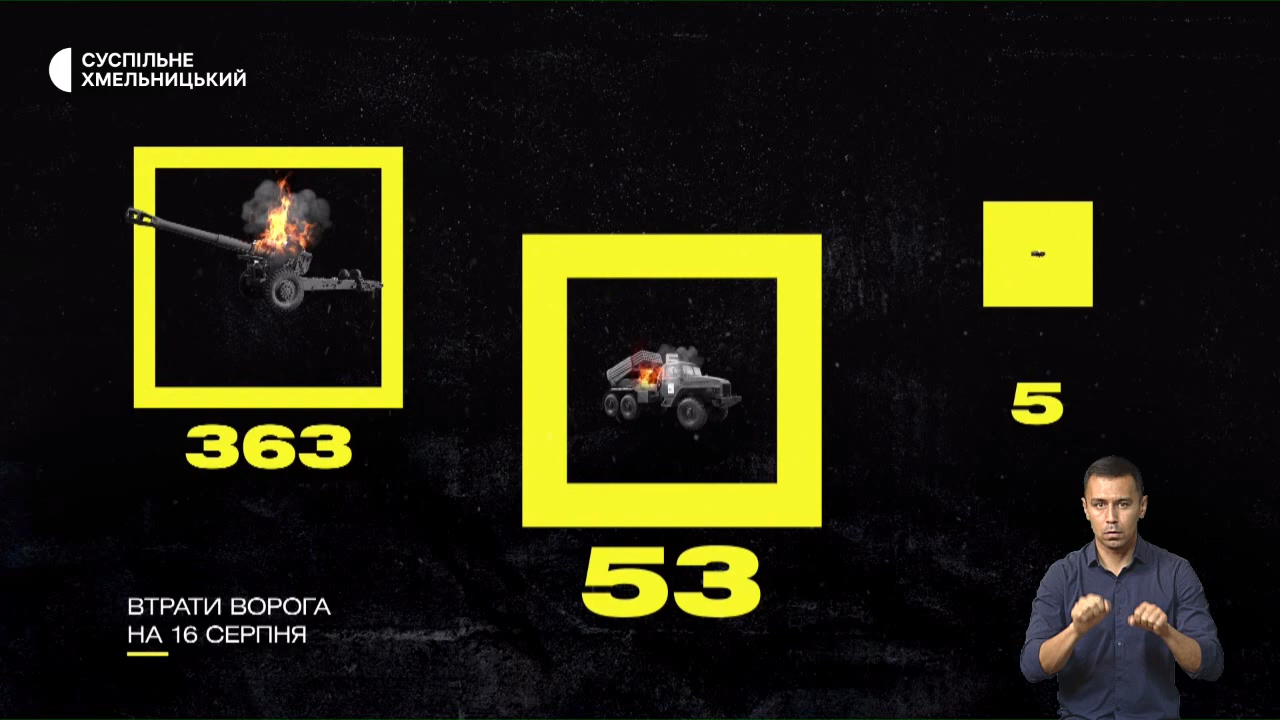 СУСПІЛЬНЕ
ХМЕЛЬНИЦЬКИЙ
363
53
5
ВТРАТИ ВОРОГА
НА 16 СЕРПНЯ